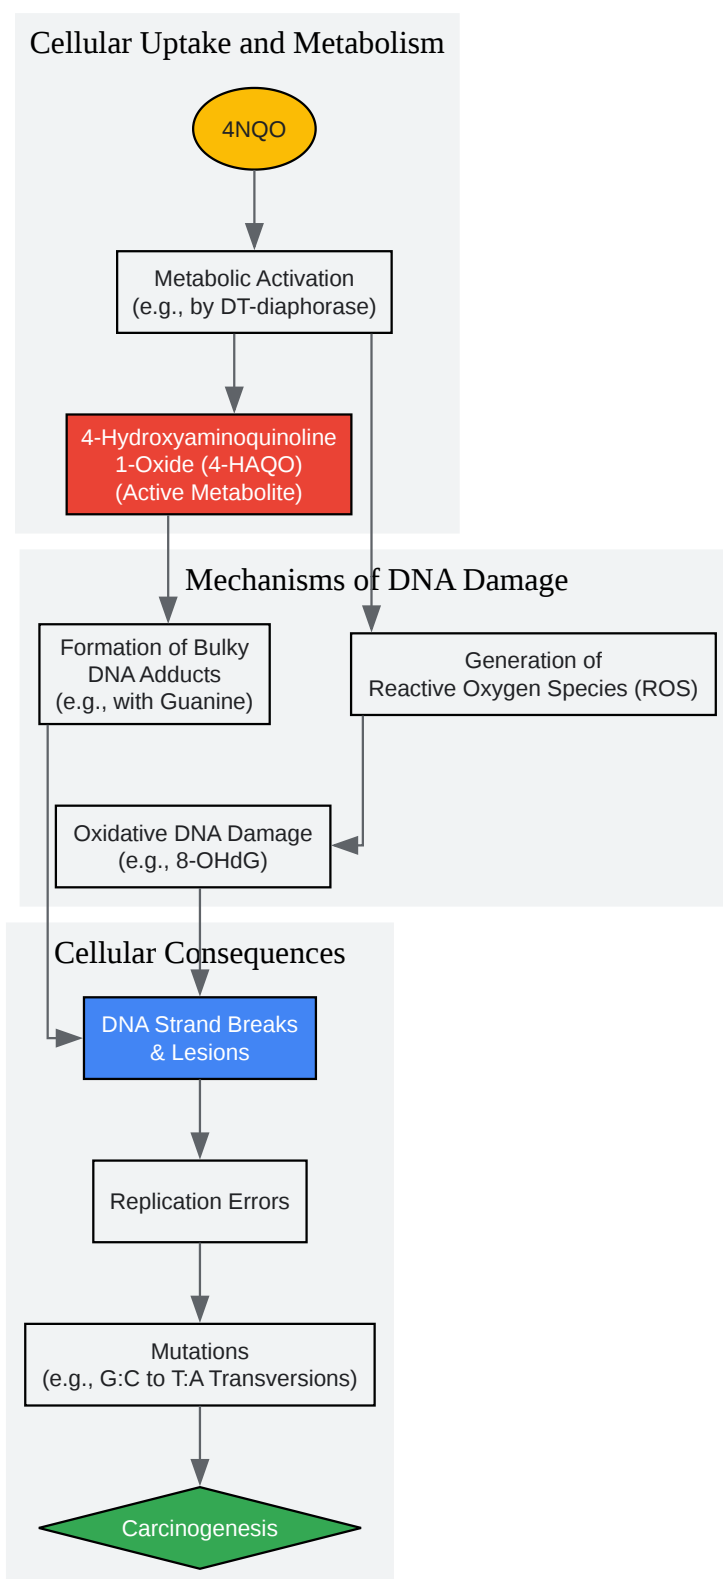 Cellular Uptake and Metabolism
4NQO
Metabolic Activation
(e.g., by DT-diaphorase)
4-Hydroxyaminoquinoline
1-Oxide (4-HAQO)
(Active Metabolite)
Mechanisms of DNA Damage
Formation of Bulky
DNA Adducts
(e.g., with Guanine)
Generation of
Reactive Oxygen Species (ROS)
Oxidative DNA Damage
(e.g., 8-OHdG)
Cellular Consequences
DNA Strand Breaks
& Lesions
Replication Errors
Mutations
(e.g., G:C to T:A Transversions)
Carcinogenesis